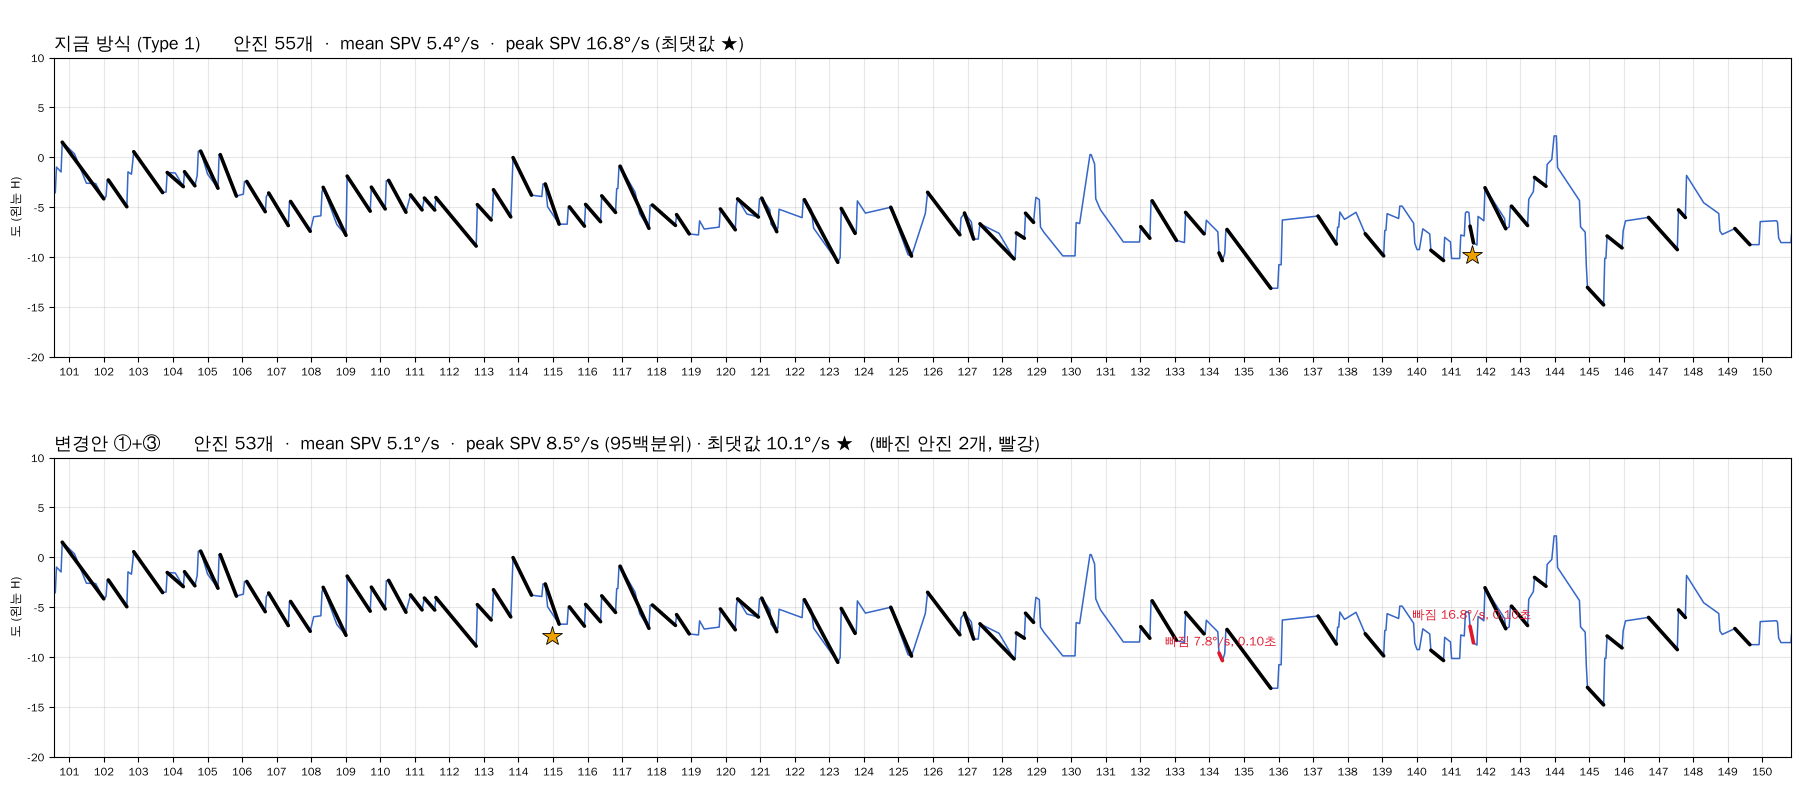 지금 방식 (Type 1) 안진 55개 · mean SPV 5.4°/s · peak SPV 16.8°/s (최댓값 ★)
10
5
0
-5
-10
-15
-20
도 (왼눈 H)
101 102 103 104 105 106 107 108 109 110 111 112 113 114 115 116 117 118 119 120 121 122 123 124 125 126 127 128 129 130 131 132 133 134 135 136 137 138 139 140 141 142 143 144 145 146 147 148 149 150
변경안 ①+③ 안진 53개 · mean SPV 5.1°/s · peak SPV 8.5°/s (95백분위) · 최댓값 10.1°/s ★ (빠진 안진 2개, 빨강)
10
5
0
-5
-10
-15
-20
도 (왼눈 H)
빠짐 16.8°/s, 0.10초
빠짐 7.8°/s, 0.10초
101 102 103 104 105 106 107 108 109 110 111 112 113 114 115 116 117 118 119 120 121 122 123 124 125 126 127 128 129 130 131 132 133 134 135 136 137 138 139 140 141 142 143 144 145 146 147 148 149 150